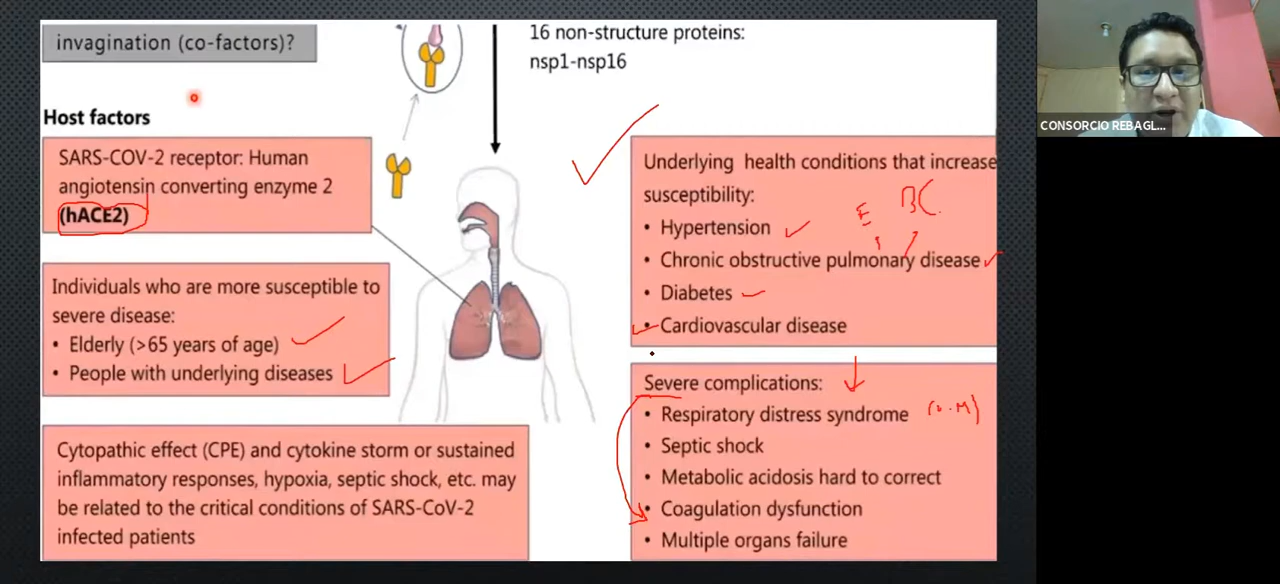 invagination (co-factors)?
16 non-structure proteins:
nsp1-nsp16
CONSORCIO REBAGL...
Host factors
SARS-COV-2 receptor: Human
angiotensin converting enzyme 2
(hACE2)
Individuals who are more susceptible to
severe disease:
• Elderly (>65 years of age)
• People with underlying diseases
Cytopathic effect (CPE) and cytokine storm or sustained
inflammatory responses, hypoxia, septic shock, etc. may
be related to the critical conditions of SARS-CoV-2
infected patients
Underlying health conditions that increase
susceptibility:
E BC
• Hypertension
• Chronic obstructive pulmonary disease
• Diabetes
• Cardiovascular disease
Severe complications:
• Respiratory distress syndrome
• Septic shock
• Metabolic acidosis hard to correct
• Coagulation dysfunction
• Multiple organs failure